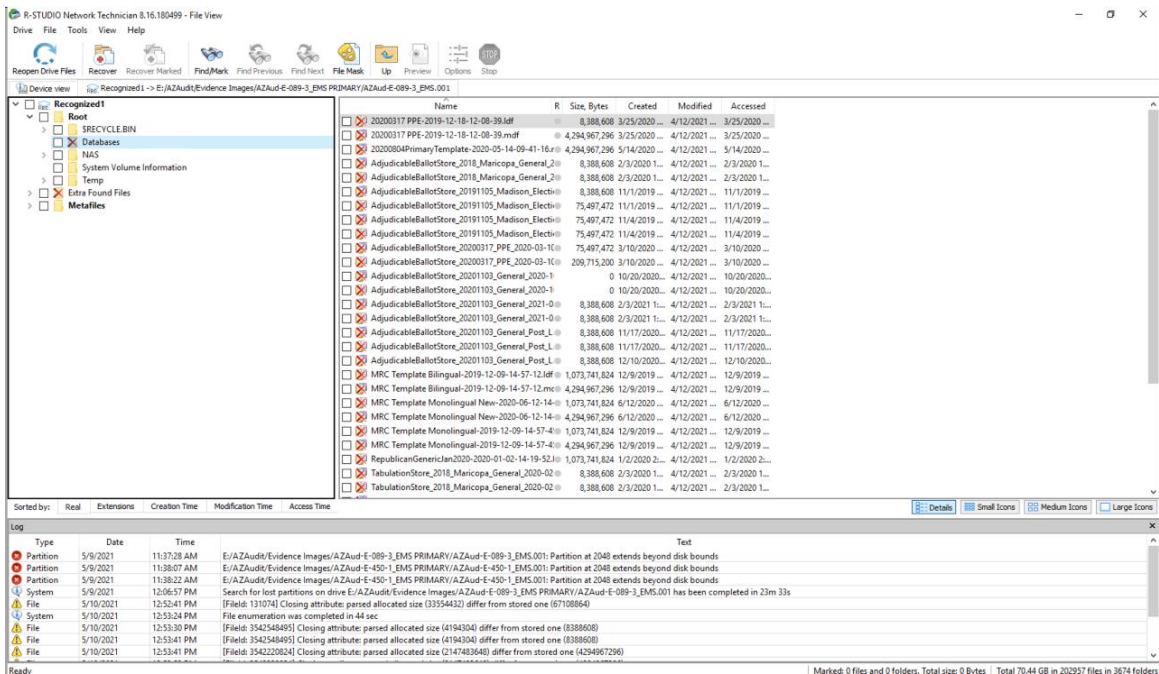 R-STUDIO Network Technician 8.16.180499 - File View
Drive File Tools View Help
Reopen Drive Files Recover Recover Marked Find/Mark Find Previous Find Next File Mask Up Preview Options Stop
Device view Recognized1 -> E:/AZAudit/Evidence Images/AZAud-E-089-3_EMS PRIMARY/AZAud-E-089-3_EMS.001
Recognized1
Root
$RECYCLE.BIN
Databases
NAS
System Volume Information
Temp
Extra Found Files
Metafiles
Name R Size, Bytes Created Modified Accessed
20200317 PPE-2019-12-18-12-08-39.ldf 8,388,608 3/25/2020 ... 4/12/2021 ... 3/25/2020 ...
20200317 PPE-2019-12-18-12-08-39.mdf 4,294,967,296 3/25/2020 ... 4/12/2021 ... 3/25/2020 ...
20200804PrimaryTemplate-2020-05-14-09-41-16.r 4,294,967,296 5/14/2020 ... 4/12/2021 ... 5/14/2020 ...
AdjudicableBallotStore_2018_Maricopa_General_2 8,388,608 2/3/2020 1... 4/12/2021 ... 2/3/2020 1...
AdjudicableBallotStore_2018_Maricopa_General_2 8,388,608 2/3/2020 1... 4/12/2021 ... 2/3/2020 1...
AdjudicableBallotStore_20191105_Madison_Electi 8,388,608 11/1/2019 ... 4/12/2021 ... 11/1/2019 ...
AdjudicableBallotStore_20191105_Madison_Electi 75,497,472 11/1/2019 ... 4/12/2021 ... 11/1/2019 ...
AdjudicableBallotStore_20191105_Madison_Electi 75,497,472 11/4/2019 ... 4/12/2021 ... 11/4/2019 ...
AdjudicableBallotStore_20191105_Madison_Electi 75,497,472 11/4/2019 ... 4/12/2021 ... 11/4/2019 ...
AdjudicableBallotStore_20200317_PPE_2020-03-1 75,497,472 3/10/2020 ... 4/12/2021 ... 3/10/2020 ...
AdjudicableBallotStore_20200317_PPE_2020-03-1 209,715,200 3/10/2020 ... 4/12/2021 ... 3/10/2020 ...
AdjudicableBallotStore_20201103_General_2020-1 0 10/20/2020... 4/12/2021 ... 10/20/2020...
AdjudicableBallotStore_20201103_General_2020-1 0 10/20/2020... 4/12/2021 ... 10/20/2020...
AdjudicableBallotStore_20201103_General_2021-0 8,388,608 2/3/2021 1:... 4/12/2021 ... 2/3/2021 1:...
AdjudicableBallotStore_20201103_General_2021-0 8,388,608 2/3/2021 1:... 4/12/2021 ... 2/3/2021 1:...
AdjudicableBallotStore_20201103_General_Post_L 8,388,608 11/17/2020... 4/12/2021 ... 11/17/2020...
AdjudicableBallotStore_20201103_General_Post_L 8,388,608 11/17/2020... 4/12/2021 ... 11/17/2020...
AdjudicableBallotStore_20201103_General_Post_L 8,388,608 12/10/2020... 4/12/2021 ... 12/10/2020...
MRC Template Bilingual-2019-12-09-14-57-12.ldf 1,073,741,824 12/9/2019 ... 4/12/2021 ... 12/9/2019 ...
MRC Template Bilingual-2019-12-09-14-57-12.mc 4,294,967,296 12/9/2019 ... 4/12/2021 ... 12/9/2019 ...
MRC Template Monolingual New-2020-06-12-14- 1,073,741,824 6/12/2020 ... 4/12/2021 ... 6/12/2020 ...
MRC Template Monolingual New-2020-06-12-14- 4,294,967,296 6/12/2020 ... 4/12/2021 ... 6/12/2020 ...
MRC Template Monolingual-2019-12-09-14-57-4 1,073,741,824 12/9/2019 ... 4/12/2021 ... 12/9/2019 ...
MRC Template Monolingual-2019-12-09-14-57-4 4,294,967,296 12/9/2019 ... 4/12/2021 ... 12/9/2019 ...
RepublicanGenericJan2020-2020-01-02-14-19-52.l 1,073,741,824 1/2/2020 2:... 4/12/2021 ... 1/2/2020 2:...
TabulationStore_2018_Maricopa_General_2020-02 8,388,608 2/3/2020 1... 4/12/2021 ... 2/3/2020 1...
TabulationStore_2018_Maricopa_General_2020-02 8,388,608 2/3/2020 1... 4/12/2021 ... 2/3/2020 1...
Sorted by: Real Extensions Creation Time Modification Time Access Time Details Small Icons Medium Icons Large Icons
Log
Type Date Time Text
Partition 5/9/2021 11:37:28 AM E:/AZAudit/Evidence Images/AZAud-E-089-3_EMS PRIMARY/AZAud-E-089-3_EMS.001: Partition at 2048 extends beyond disk bounds
Partition 5/9/2021 11:38:07 AM E:/AZAudit/Evidence Images/AZAud-E-450-1_EMS PRIMARY/AZAud-E-450-1_EMS.001: Partition at 2048 extends beyond disk bounds
Partition 5/9/2021 11:38:22 AM E:/AZAudit/Evidence Images/AZAud-E-450-1_EMS PRIMARY/AZAud-E-450-1_EMS.001: Partition at 2048 extends beyond disk bounds
System 5/9/2021 12:06:57 PM Search for lost partitions on drive E:/AZAudit/Evidence Images/AZAud-E-089-3_EMS PRIMARY/AZAud-E-089-3_EMS.001 has been completed in 23m 33s
File 5/10/2021 12:52:41 PM [FileId: 131074] Closing attribute: parsed allocated size (33554432) differ from stored one (67108864)
System 5/10/2021 12:53:24 PM File enumeration was completed in 44 sec
File 5/10/2021 12:53:30 PM [FileId: 3542548495] Closing attribute: parsed allocated size (4194304) differ from stored one (8388608)
File 5/10/2021 12:53:41 PM [FileId: 3542548495] Closing attribute: parsed allocated size (4194304) differ from stored one (8388608)
File 5/10/2021 12:53:41 PM [FileId: 3542220824] Closing attribute: parsed allocated size (2147483648) differ from stored one (4294967296)
Ready Marked: 0 files and 0 folders. Total size: 0 Bytes Total 70.44 GB in 202957 files in 3674 folders